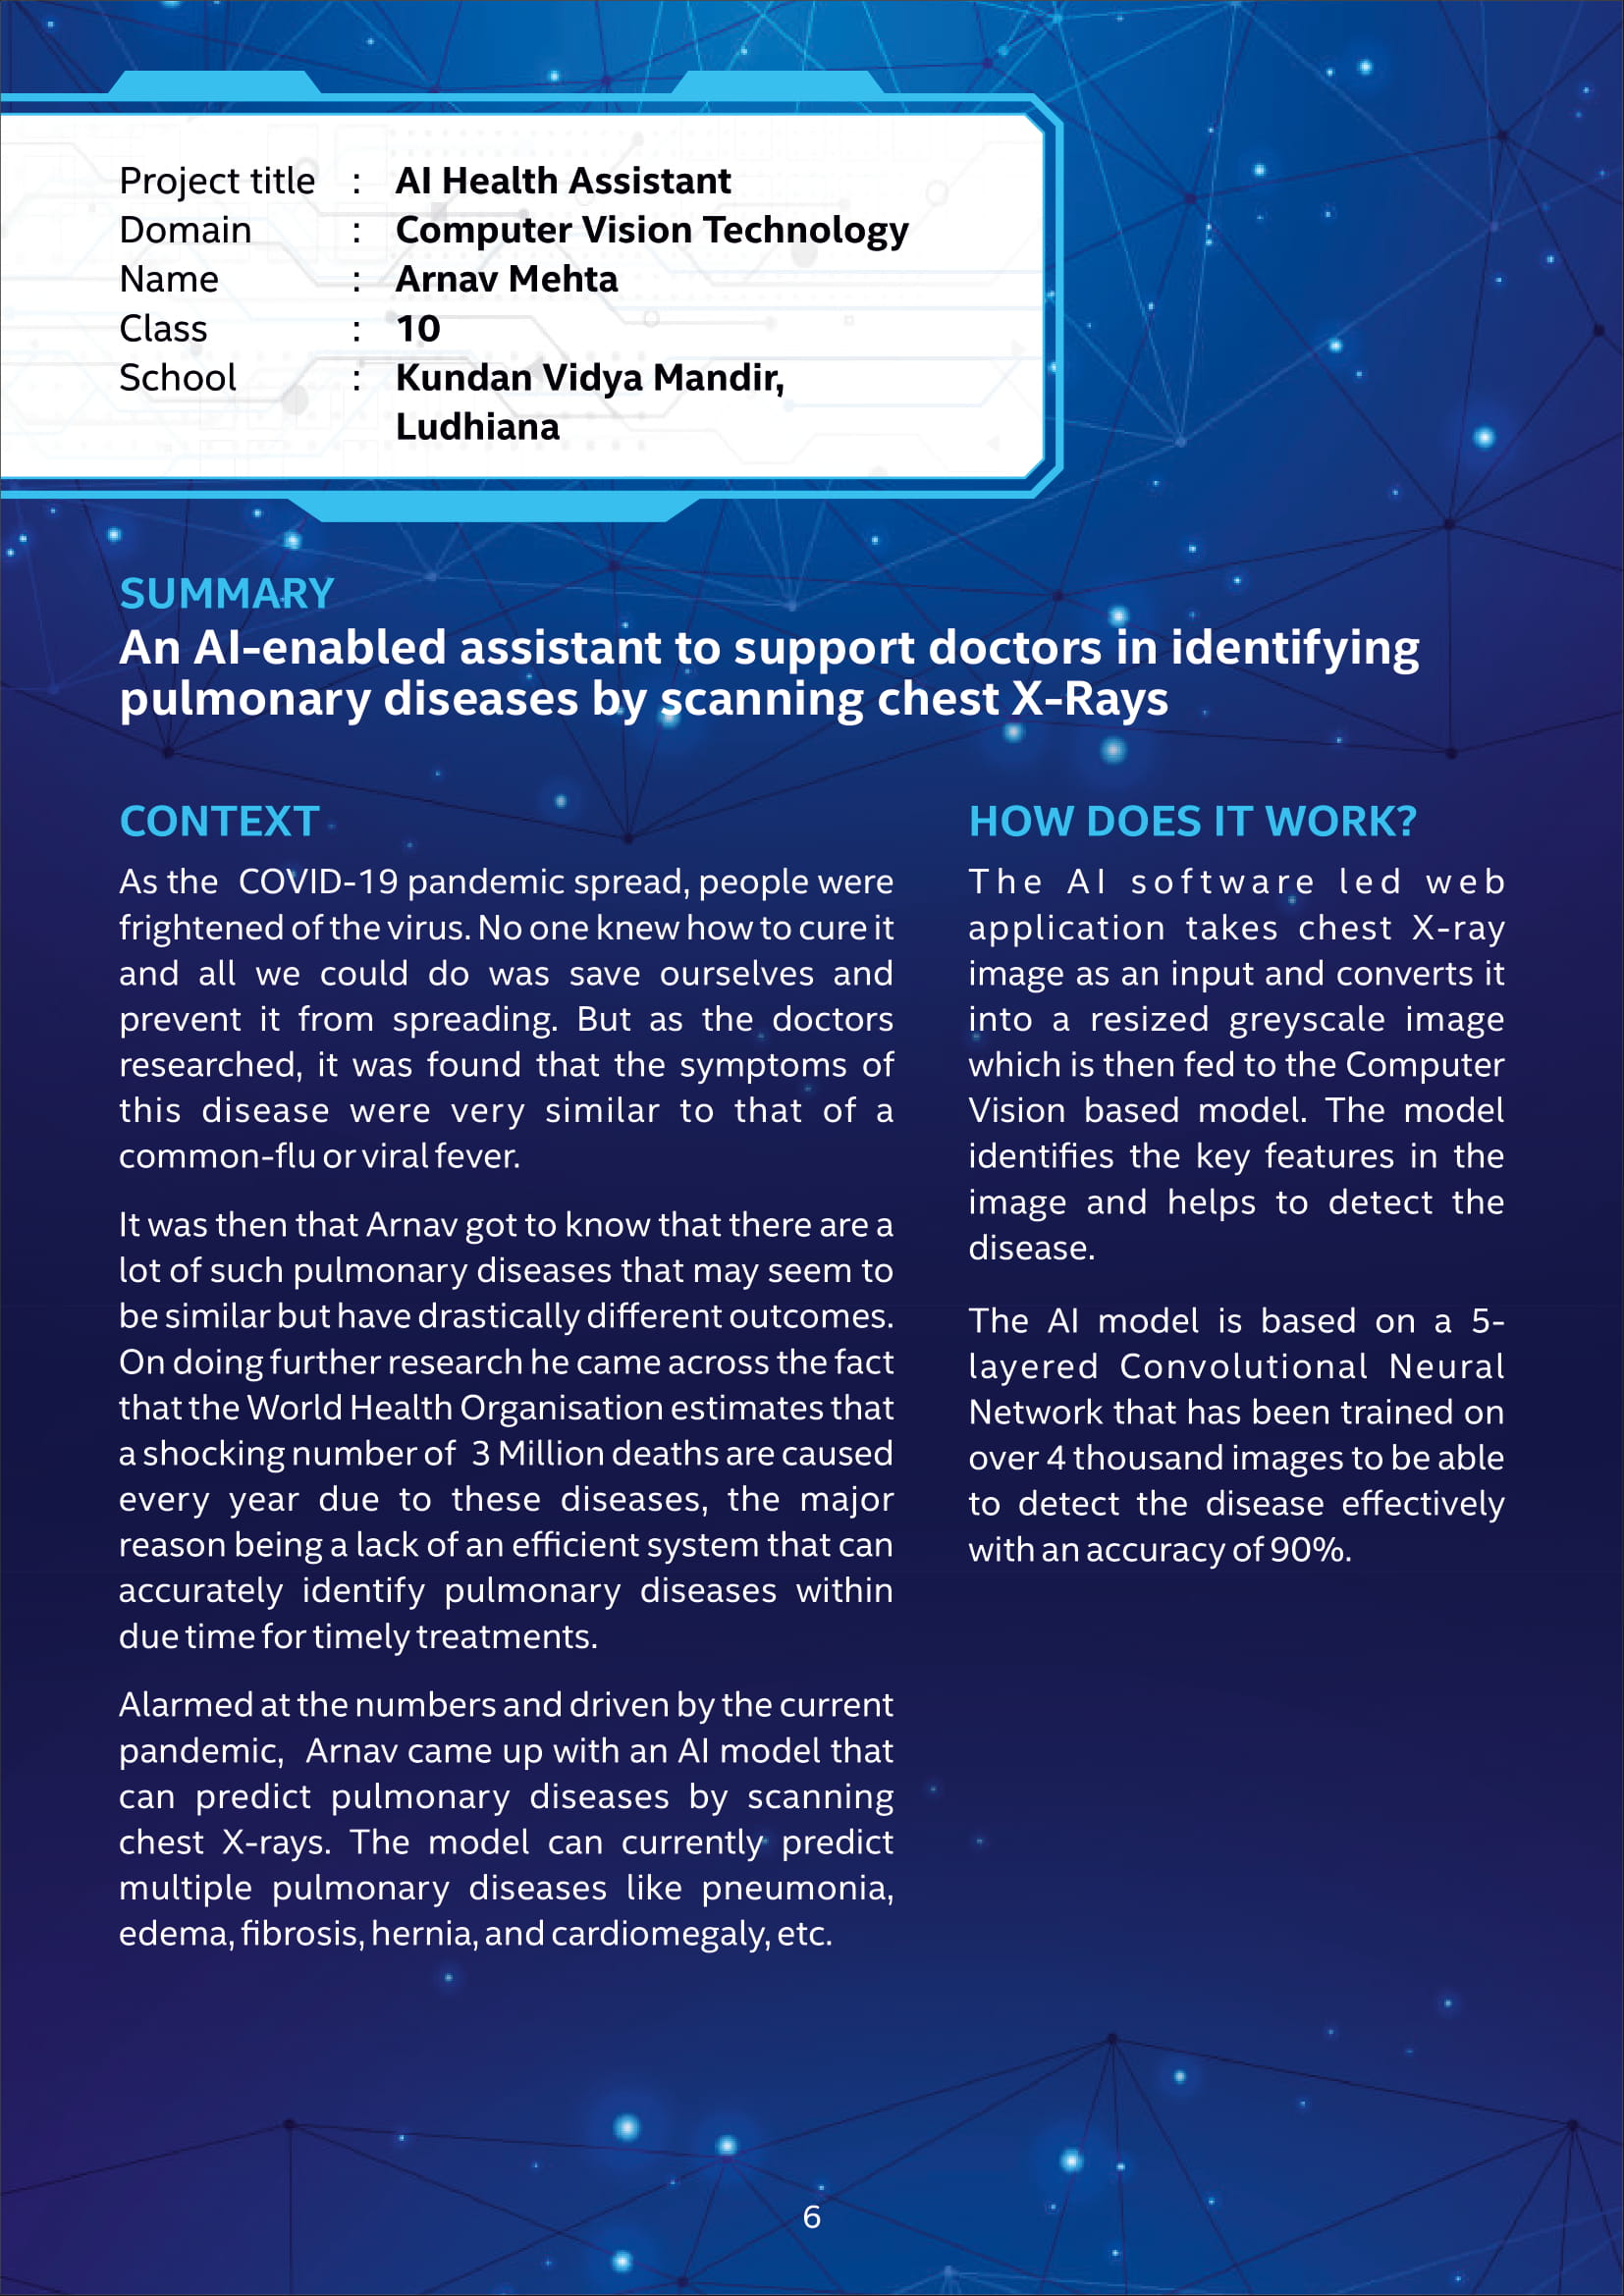 Project title : AI Health Assistant
Domain : Computer Vision Technology
Name : Arnav Mehta
Class : 10
School : Kundan Vidya Mandir,
Ludhiana
SUMMARY
An AI-enabled assistant to support doctors in identifying
pulmonary diseases by scanning chest X-Rays
CONTEXT
As the COVID-19 pandemic spread, people were
frightened of the virus. No one knew how to cure it
and all we could do was save ourselves and
prevent it from spreading. But as the doctors
researched, it was found that the symptoms of
this disease were very similar to that of a
common-flu or viral fever.
It was then that Arnav got to know that there are a
lot of such pulmonary diseases that may seem to
be similar but have drastically different outcomes.
On doing further research he came across the fact
that the World Health Organisation estimates that
a shocking number of 3 Million deaths are caused
every year due to these diseases, the major
reason being a lack of an efficient system that can
accurately identify pulmonary diseases within
due time for timely treatments.
Alarmed at the numbers and driven by the current
pandemic, Arnav came up with an AI model that
can predict pulmonary diseases by scanning
chest X-rays. The model can currently predict
multiple pulmonary diseases like pneumonia,
edema, fibrosis, hernia, and cardiomegaly, etc.
HOW DOES IT WORK?
The AI software led web
application takes chest X-ray
image as an input and converts it
into a resized greyscale image
which is then fed to the Computer
Vision based model. The model
identifies the key features in the
image and helps to detect the
disease.
The AI model is based on a 5-
layered Convolutional Neural
Network that has been trained on
over 4 thousand images to be able
to detect the disease effectively
with an accuracy of 90%.
6